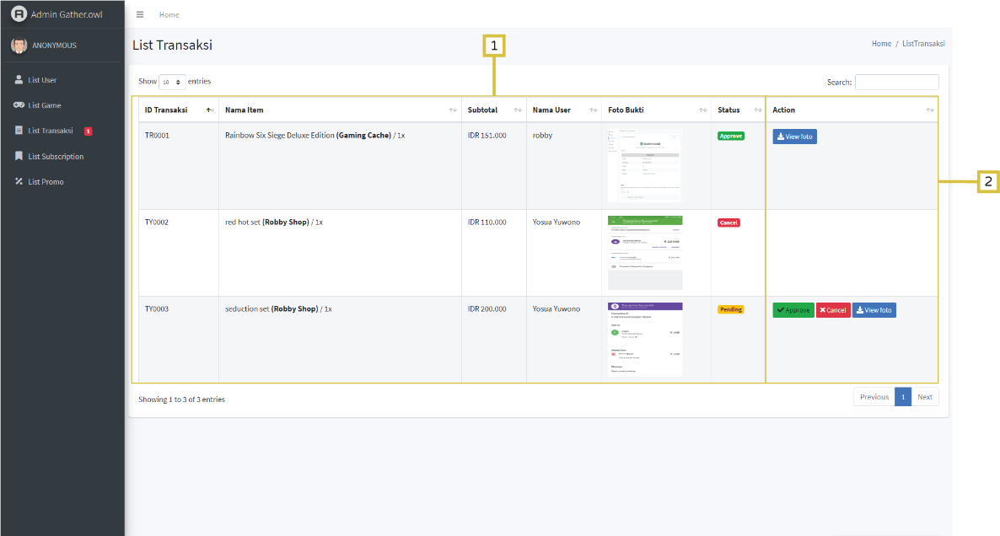 Admin Gather.owl
Home
ANONYMOUS
List Transaksi
1
Home / ListTransaksi
List User
List Game
List Transaksi 1
List Subscription
List Promo
Show 10 entries
Search:
ID Transaksi Nama Item Subtotal Nama User Foto Bukti Status Action
TR0001 Rainbow Six Siege Deluxe Edition (Gaming Cache) / 1x IDR 151.000 robby Approve View foto
2
TY0002 red hot set (Robby Shop) / 1x IDR 110.000 Yosua Yuwono Cancel
TY0003 seduction set (Robby Shop) / 1x IDR 200.000 Yosua Yuwono Pending Approve Cancel View foto
Showing 1 to 3 of 3 entries
Previous 1 Next